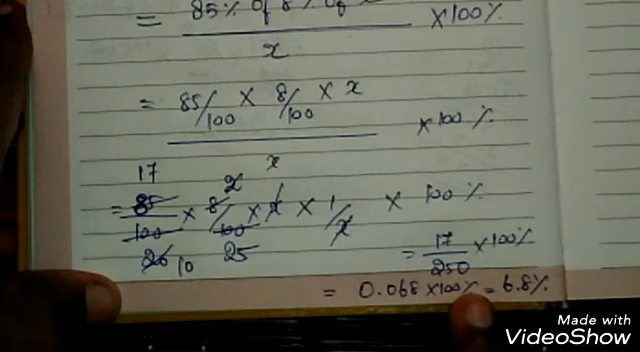 = 85% of 8% of x × 100%
x
= 85/100 × 8/100 × x × 100%
x
17 2
= 85/100 × 8/100 × x × 1/x × 100%
20 10 25
= 17/250 × 100%
= 0.068 × 100% = 6.8%
Made with
VideoShow